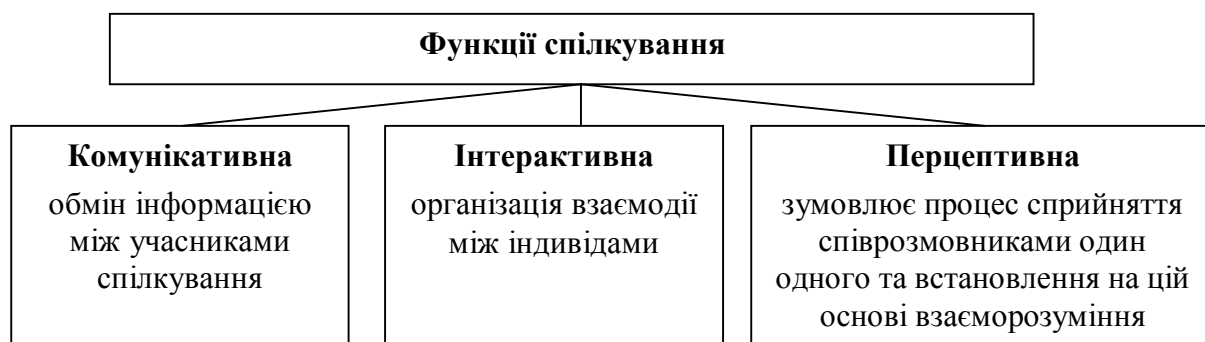 Функції спілкування
Комунікативна
обмін інформацією
між учасниками
спілкування
Інтерактивна
організація взаємодії
між індивідами
Перцептивна
зумовлює процес сприйняття
співрозмовниками один
одного та встановлення на цій
основі взаєморозуміння